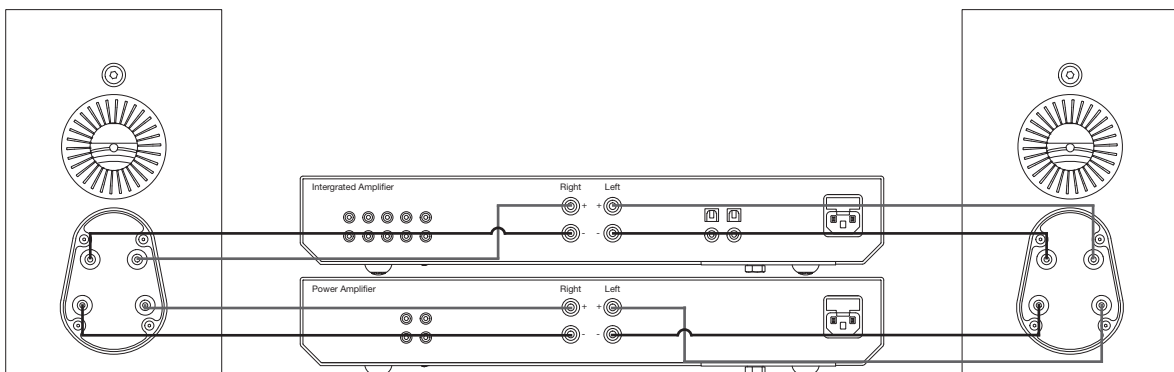 Intergrated Amplifier
Right Left
+ +
- -
Power Amplifier
Right Left
+ +
- -